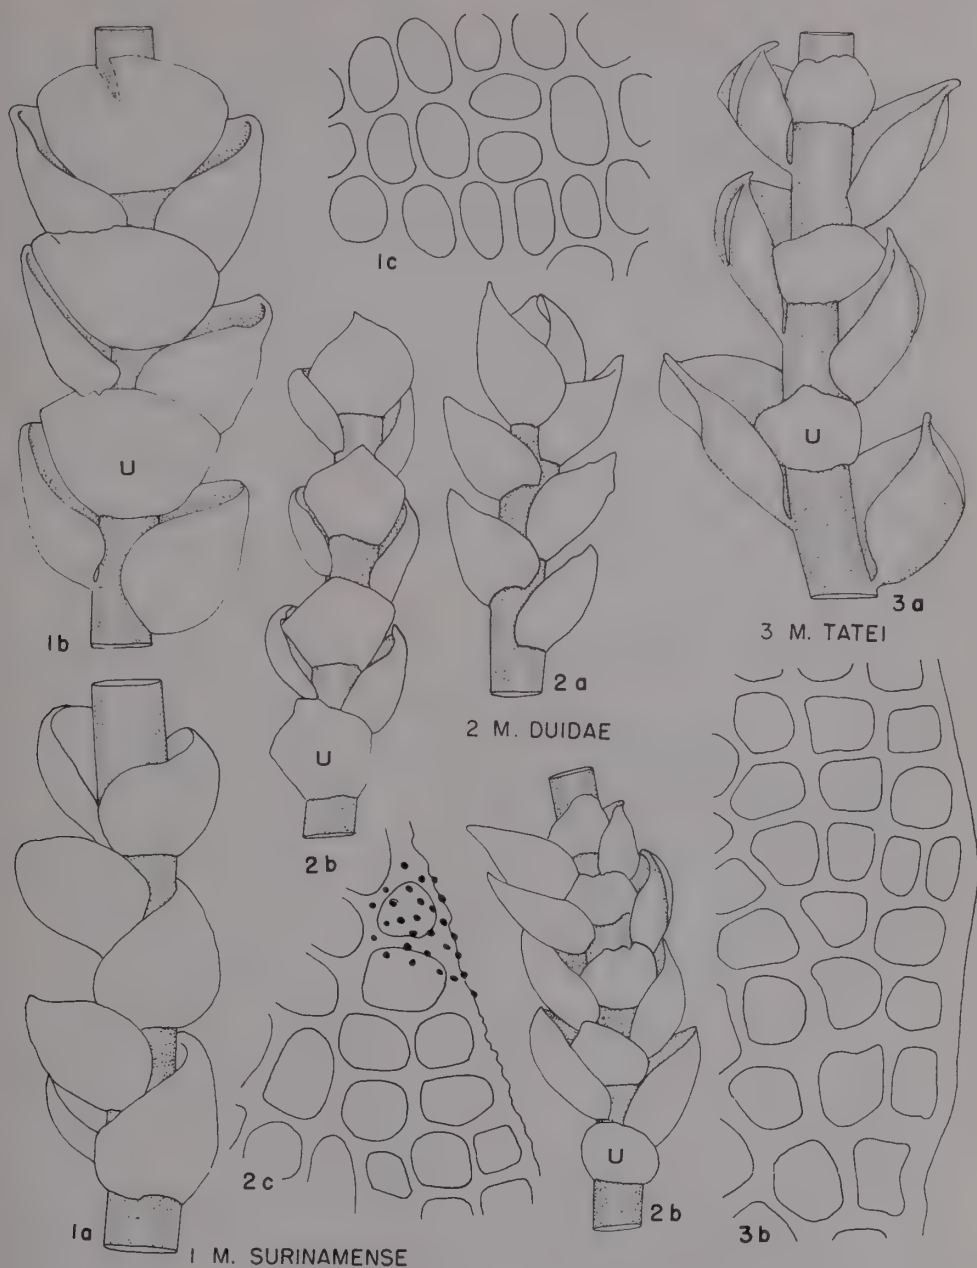 1c
U
1b
U
3a
3 M. TATEI
2a
2 M. DUIDAE
U
2b
2c
U
2b
3b
1a
1 M. SURINAMENSE